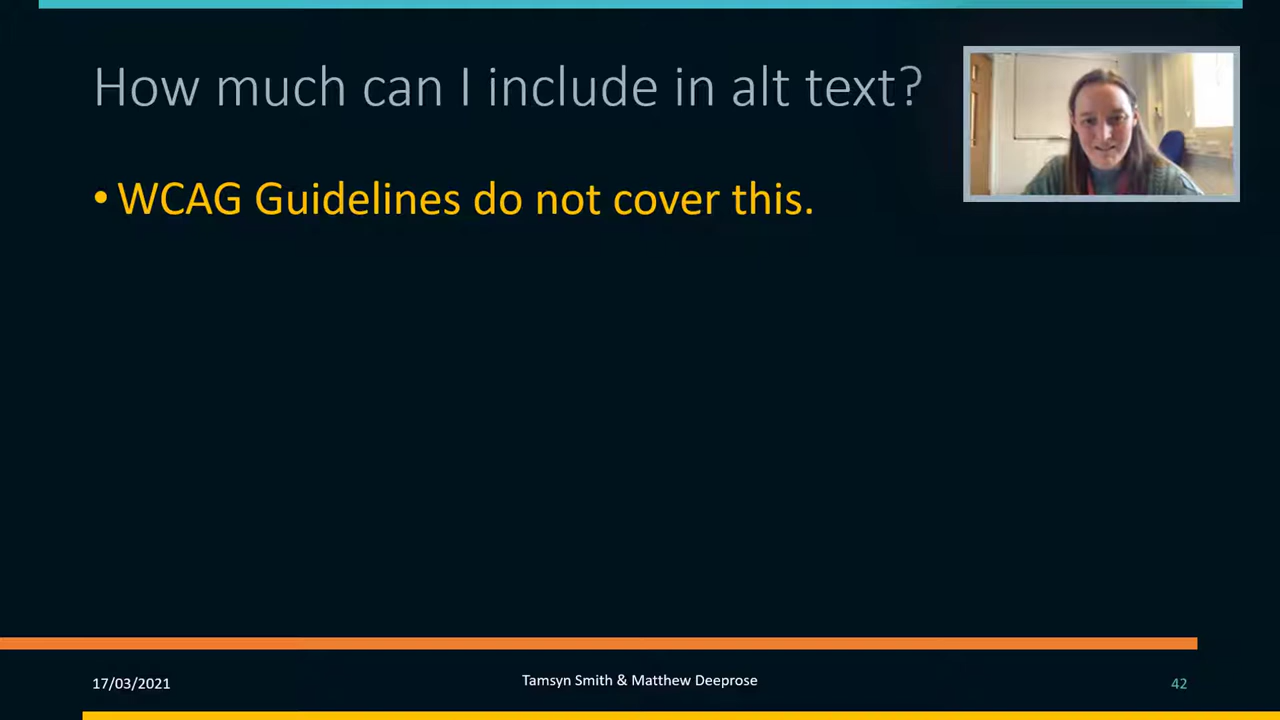 How much can I include in alt text?
• WCAG Guidelines do not cover this.
17/03/2021
Tamsyn Smith & Matthew Deeprose
42